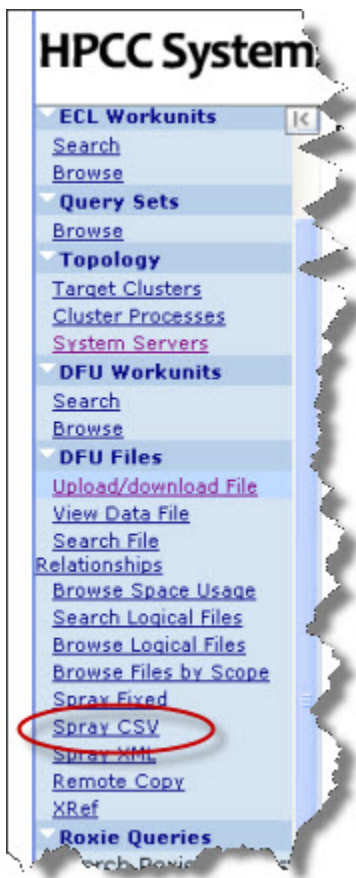 HPCC System
ECL Workunits
Search
Browse
Query Sets
Browse
Topology
Target Clusters
Cluster Processes
System Servers
DFU Workunits
Search
Browse
DFU Files
Upload/download File
View Data File
Search File
Relationships
Browse Space Usage
Search Logical Files
Browse Logical Files
Browse Files by Scope
Spray Fixed
Spray CSV
Spray XML
Remote Copy
XRef
Roxie Queries